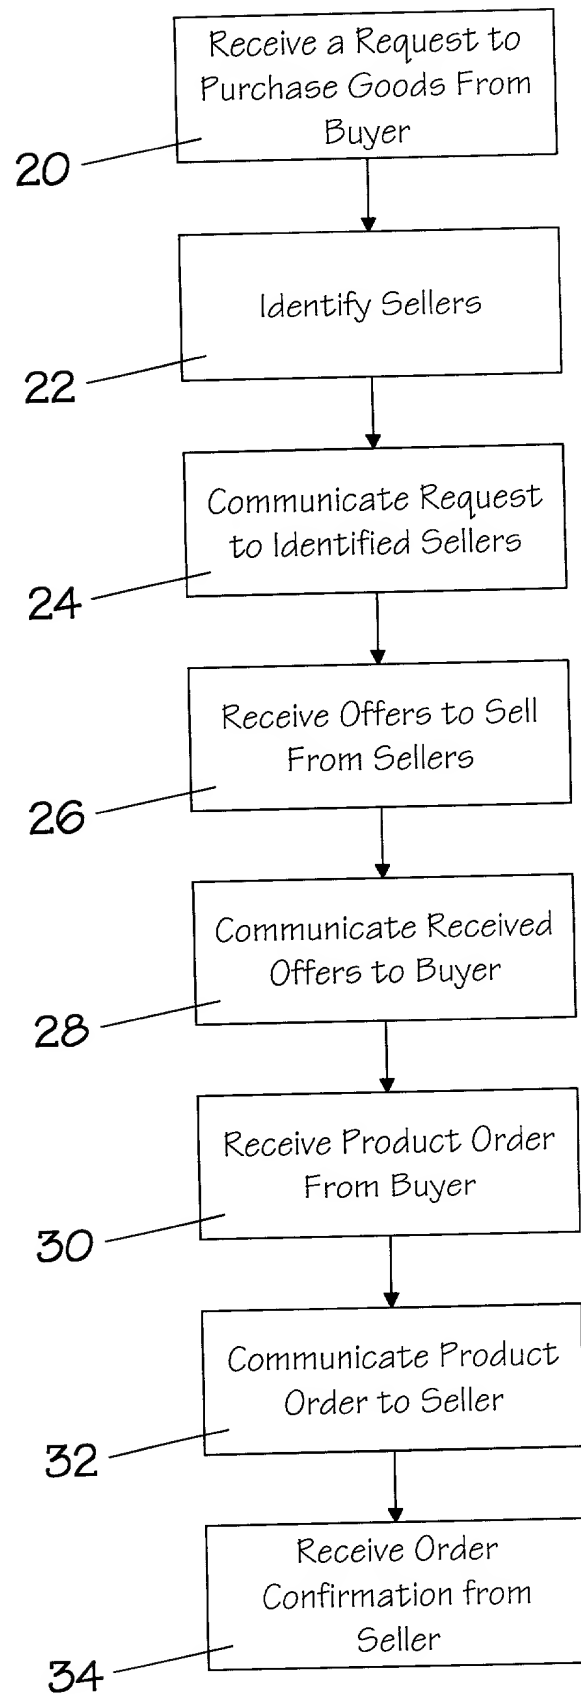 Receive a Request to
Purchase Goods From
Buyer
20
Identify Sellers
22
Communicate Request
to Identified Sellers
24
Receive Offers to Sell
From Sellers
26
Communicate Received
Offers to Buyer
28
Receive Product Order
From Buyer
30
Communicate Product
Order to Seller
32
Receive Order
Confirmation from
Seller
34